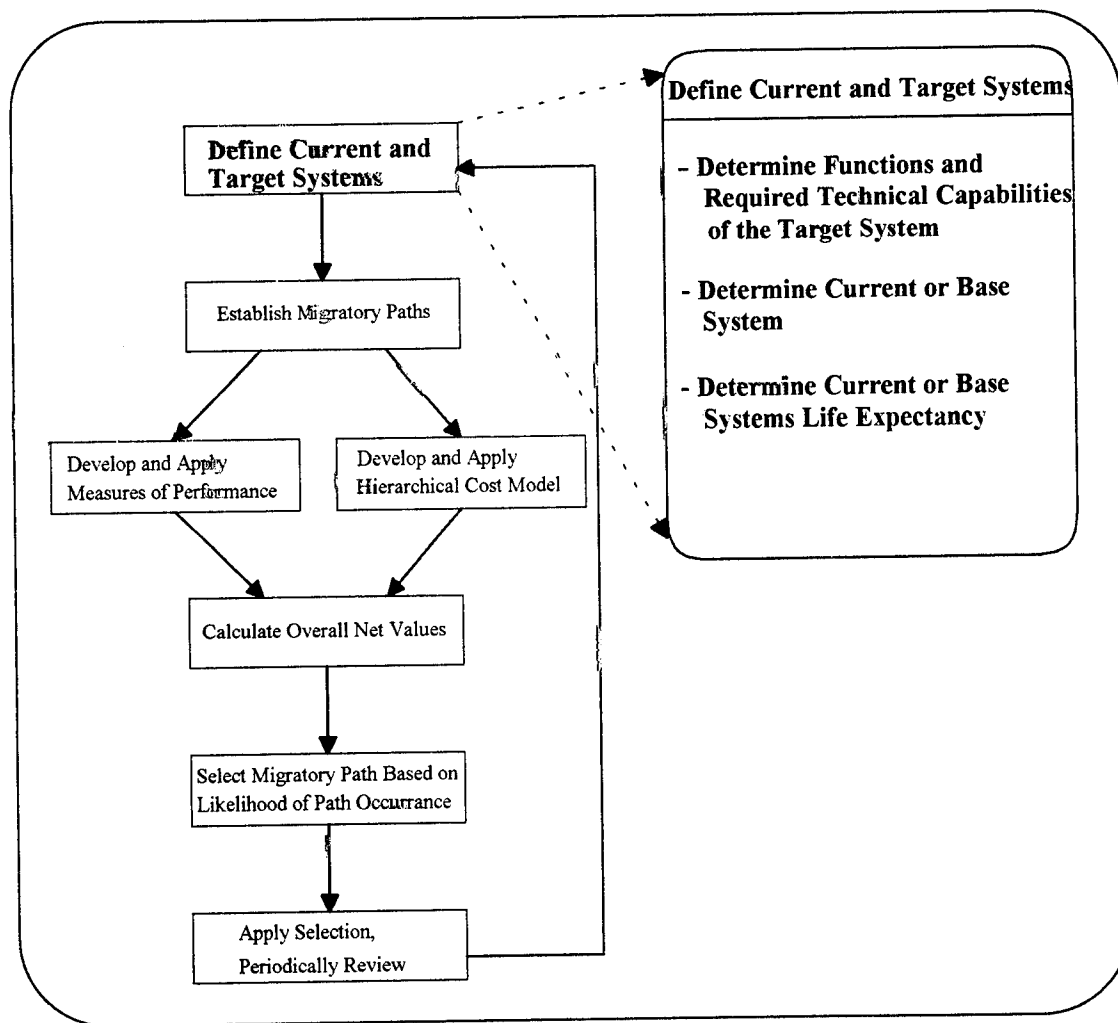 Define Current and
Target Systems
Establish Migratory Paths
Develop and Apply
Measures of Performance
Develop and Apply
Hierarchical Cost Model
Calculate Overall Net Values
Select Migratory Path Based on
Likelihood of Path Occurrance
Apply Selection,
Periodically Review
Define Current and Target Systems
- Determine Functions and
Required Technical Capabilities
of the Target System
- Determine Current or Base
System
- Determine Current or Base
Systems Life Expectancy